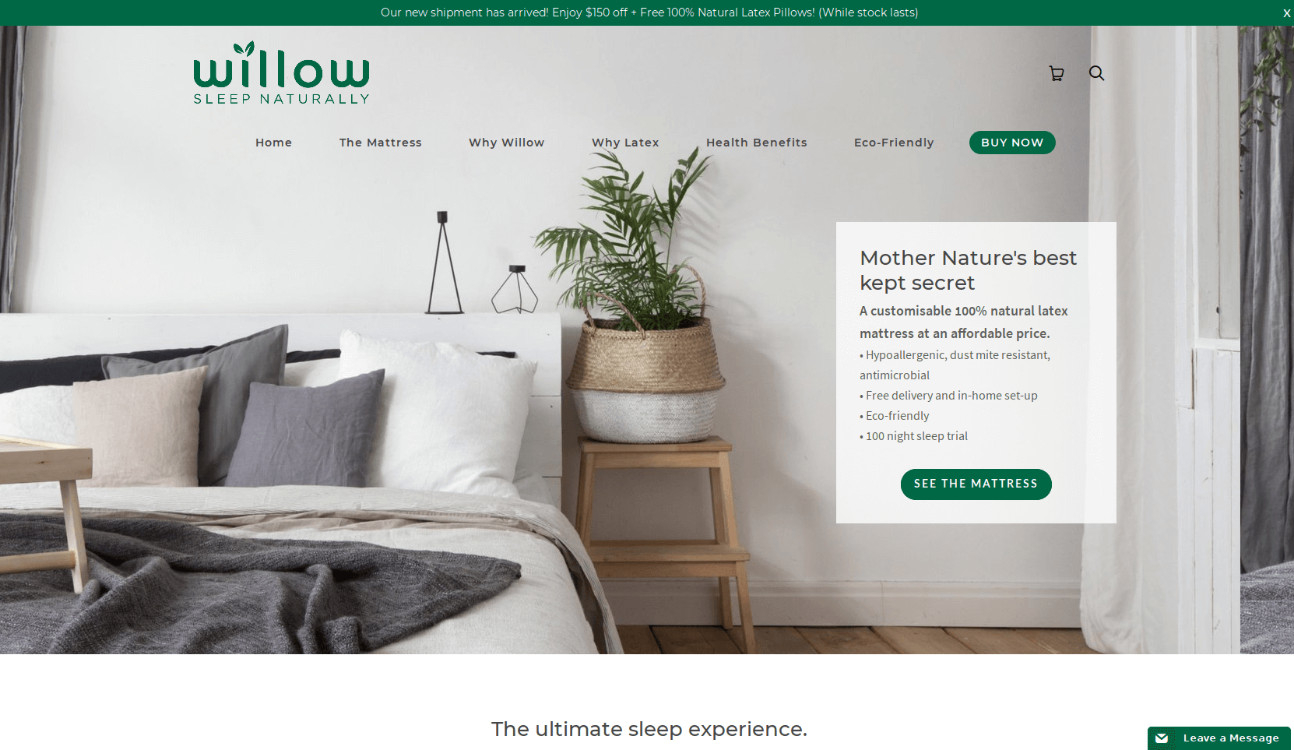 Our new shipment has arrived! Enjoy $150 off + Free 100% Natural Latex Pillows! (While stock lasts)
X
willow
SLEEP NATURALLY
Home
The Mattress
Why Willow
Why Latex
Health Benefits
Eco-Friendly
BUY NOW
Mother Nature's best
kept secret
A customisable 100% natural latex
mattress at an affordable price.
• Hypoallergenic, dust mite resistant,
antimicrobial
• Free delivery and in-home set-up
• Eco-friendly
• 100 night sleep trial
SEE THE MATTRESS
The ultimate sleep experience.
Leave a Message